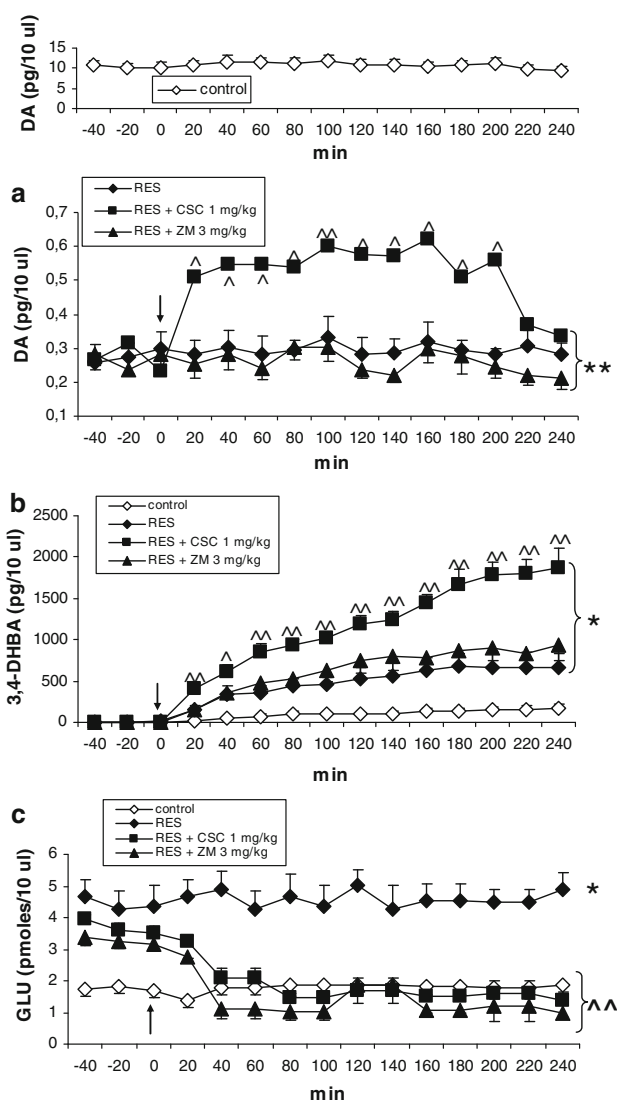 DA (pg/10 ul)
15
10
5
0
control
-40 -20 0 20 40 60 80 100 120 140 160 180 200 220 240
min
a
RES
RES + CSC 1 mg/kg
RES + ZM 3 mg/kg
DA (pg/10 ul)
0,7
0,6
0,5
0,4
0,3
0,2
0,1
^ ^ ^ ^ ^^ ^ ^ ^ ^ ^
**
-40 -20 0 20 40 60 80 100 120 140 160 180 200 220 240
min
b
control
RES
RES + CSC 1 mg/kg
RES + ZM 3 mg/kg
3,4-DHBA (pg/10 ul)
2500
2000
1500
1000
500
0
^^ ^ ^^ ^^ ^^ ^^ ^^ ^^ ^^ ^^ ^^ ^^
*
-40 -20 0 20 40 60 80 100 120 140 160 180 200 220 240
min
c
control
RES
RES + CSC 1 mg/kg
RES + ZM 3 mg/kg
GLU (pmoles/10 ul)
6
5
4
3
2
1
0
*
^^
-40 -20 0 20 40 60 80 100 120 140 160 180 200 220 240
min